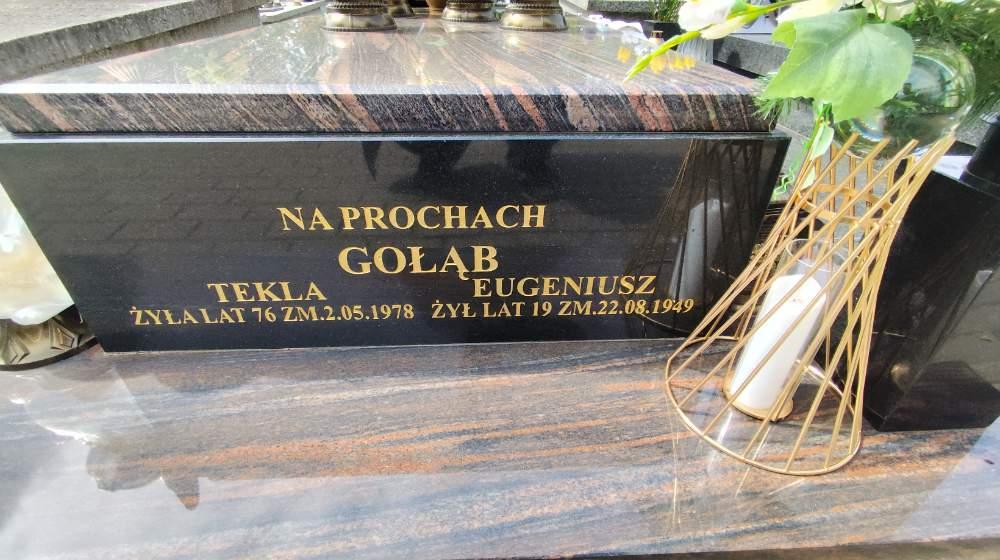 NA PROCHACH
GOŁĄB
TEKLA EUGENIUSZ
ŻYŁA LAT 76 ZM.2.05.1978 ŻYŁ LAT 19 ZM.22.08.1949